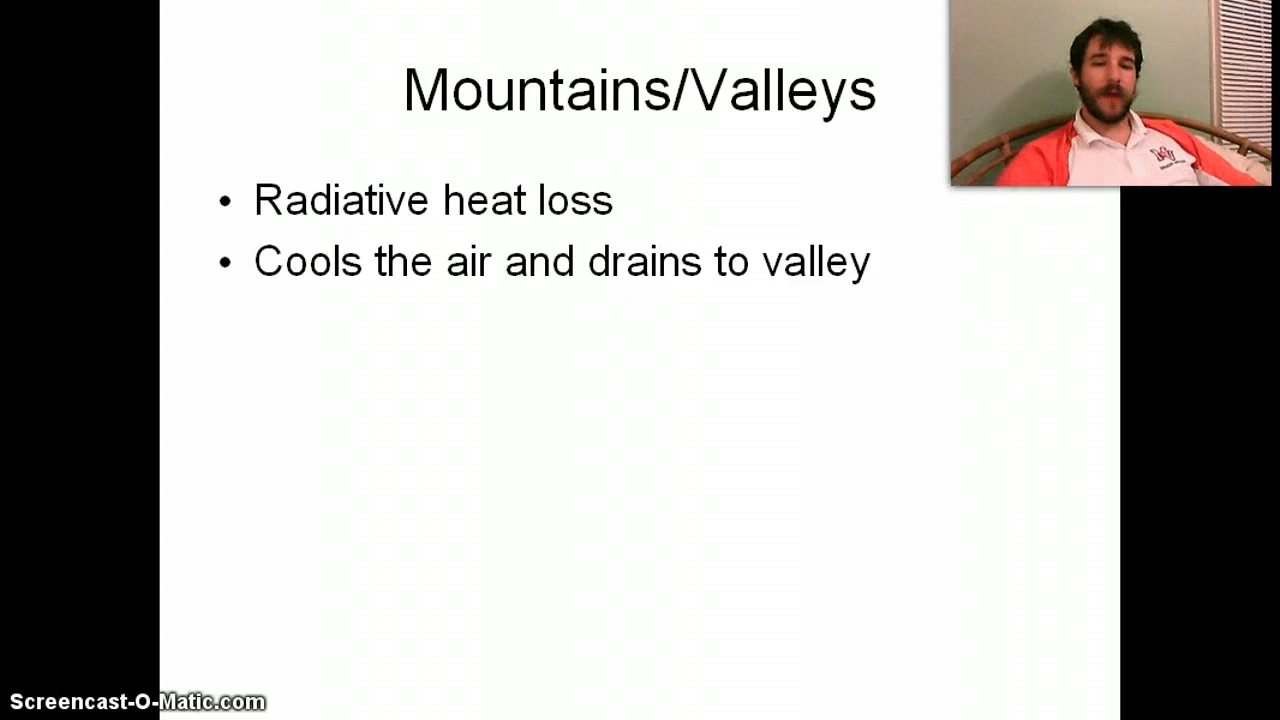 Mountains/Valleys
• Radiative heat loss
• Cools the air and drains to valley
Screencast-O-Matic.com